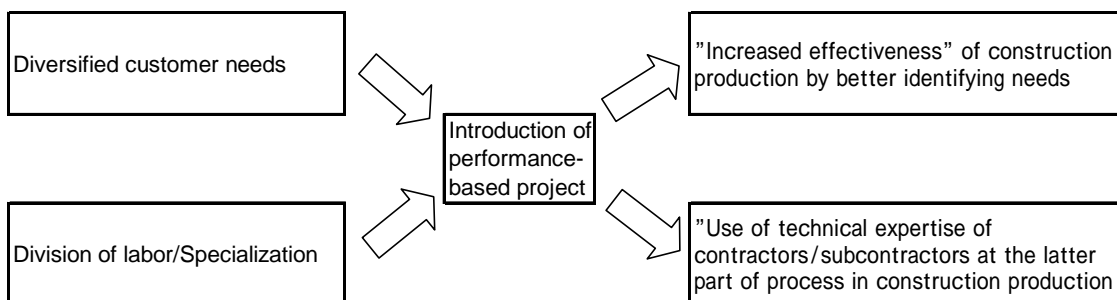 Diversified customer needs
”Increased effectiveness” of construction
production by better identifying needs
Introduction of
performance-
based project
Division of labor/Specialization
”Use of technical expertise of
contractors/subcontractors at the latter
part of process in construction production